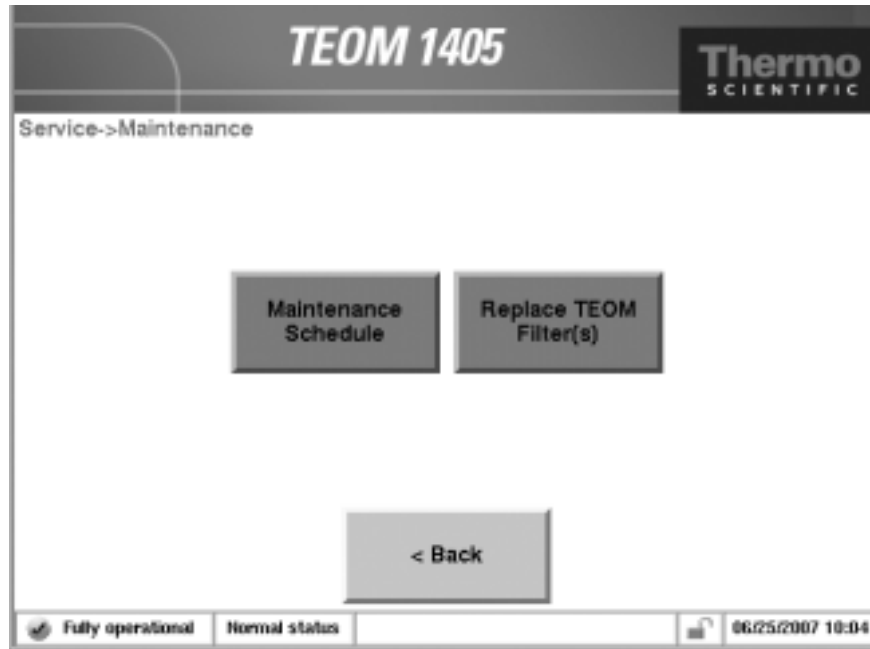 TEOM 1405
Thermo
SCIENTIFIC
Service->Maintenance
Maintenance
Schedule
Replace TEOM
Filter(s)
< Back
Fully operational
Normal status
06/25/2007 10:04